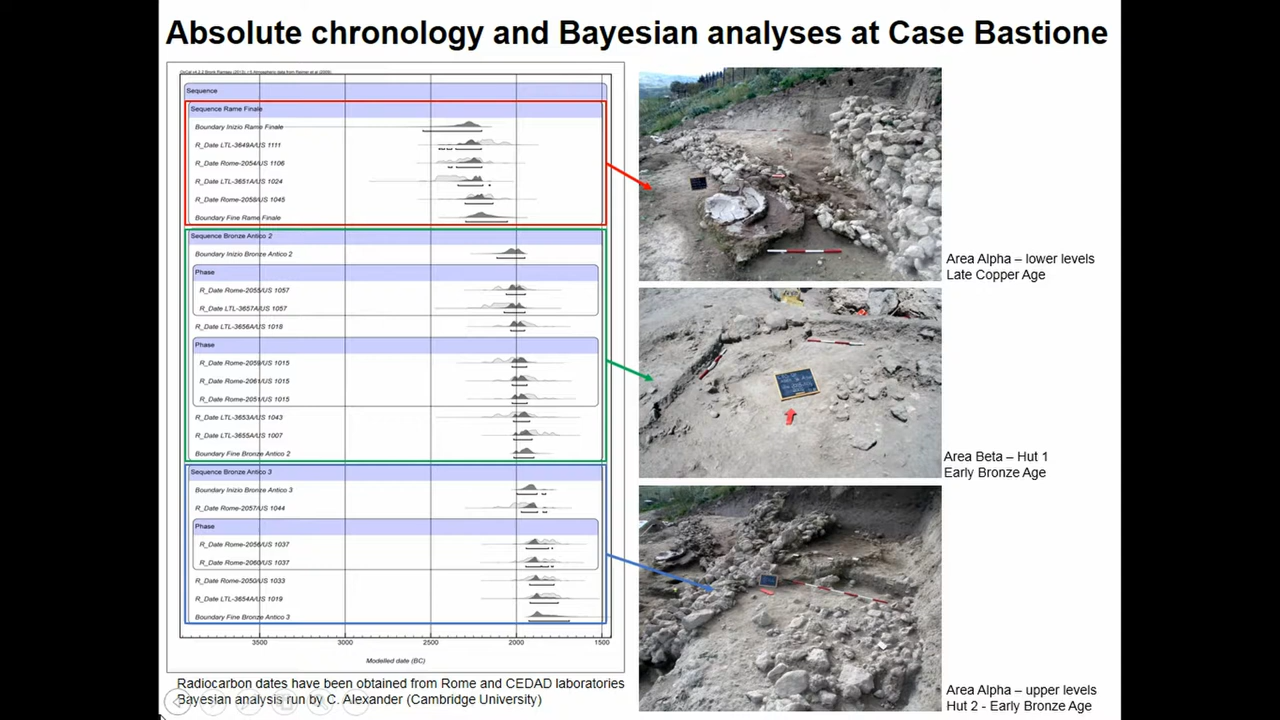 Absolute chronology and Bayesian analyses at Case Bastione
Sequence
Sequence Rame Finale
Boundary Inizio Rame Finale
R_Date LTL-3649A/US 1111
R_Date Rome-2054/US 1106
R_Date LTL-3651A/US 1024
R_Date Rome-2058/US 1045
Boundary Fine Rame Finale
Sequence Bronze Antico 2
Boundary Inizio Bronze Antico 2
Phase
R_Date Rome-2055/US 1057
R_Date LTL-3657A/US 1057
R_Date LTL-3656A/US 1018
Phase
R_Date Rome-2059/US 1015
R_Date Rome-2061/US 1015
R_Date Rome-2051/US 1015
R_Date LTL-3653A/US 1043
R_Date LTL-3655A/US 1007
Boundary Fine Bronze Antico 2
Sequence Bronze Antico 3
Boundary Inizio Bronze Antico 3
R_Date Rome-2057/US 1044
Phase
R_Date Rome-2056/US 1037
R_Date Rome-2060/US 1037
R_Date Rome-2050/US 1033
R_Date LTL-3654A/US 1019
Boundary Fine Bronze Antico 3
3500 3000 2500 2000 1500
Modelled date (BC)
Radiocarbon dates have been obtained from Rome and CEDAD laboratories
Bayesian analysis run by C. Alexander (Cambridge University)
Area Alpha – lower levels
Late Copper Age
Area Beta – Hut 1
Early Bronze Age
Area Alpha – upper levels
Hut 2 - Early Bronze Age